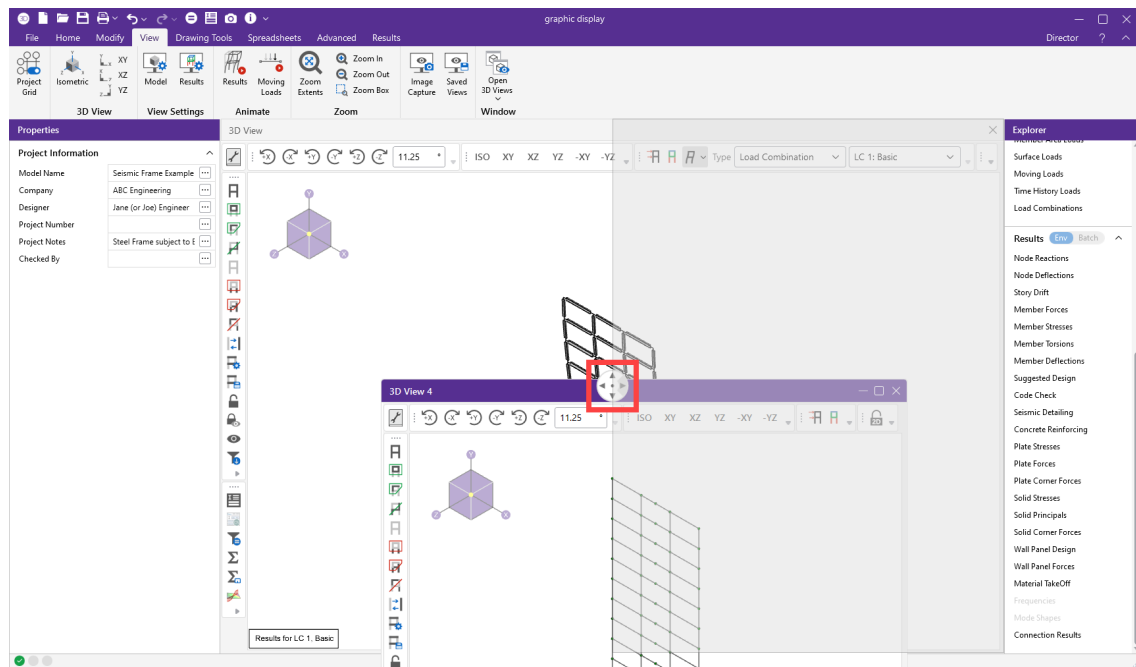 3D
graphic display
File Home Modify View Drawing Tools Spreadsheets Advanced Results Director ?
Project Grid
Isometric
XY
XZ
YZ
Model
Results
Results
Moving Loads
Zoom Extents
Zoom In
Zoom Out
Zoom Box
Image Capture
Saved Views
Open 3D Views
3D View View Settings Animate Zoom Window
Properties
Project Information
Model Name Seismic Frame Example ...
Company ABC Engineering ...
Designer Jane (or Joe) Engineer ...
Project Number ...
Project Notes Steel Frame subject to E ...
Checked By ...
3D View
+X -X +Y -Y +Z -Z 11.25 ° ISO XY XZ YZ -XY -YZ Type Load Combination LC 1: Basic
Y
Z X
3D View 4
+X -X +Y -Y +Z -Z 11.25 ° ISO XY XZ YZ -XY -YZ 3D
Y
Z X
Results for LC 1, Basic
Explorer
Member Area Loads
Surface Loads
Moving Loads
Time History Loads
Load Combinations
Results Env Batch
Node Reactions
Node Deflections
Story Drift
Member Forces
Member Stresses
Member Torsions
Member Deflections
Suggested Design
Code Check
Seismic Detailing
Concrete Reinforcing
Plate Stresses
Plate Forces
Plate Corner Forces
Solid Stresses
Solid Principals
Solid Corner Forces
Wall Panel Design
Wall Panel Forces
Material TakeOff
Frequencies
Mode Shapes
Connection Results